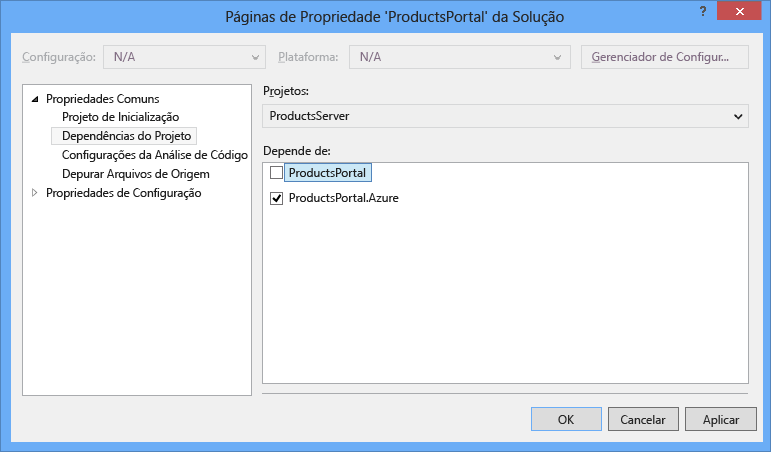 Páginas de Propriedade 'ProductsPortal' da Solução
?
Configuração: N/A Plataforma: N/A Gerenciador de Configur...
Propriedades Comuns
Projeto de Inicialização
Dependências do Projeto
Configurações da Análise de Código
Depurar Arquivos de Origem
Propriedades de Configuração
Projetos:
ProductsServer
Depende de:
ProductsPortal
ProductsPortal.Azure
OK Cancelar Aplicar